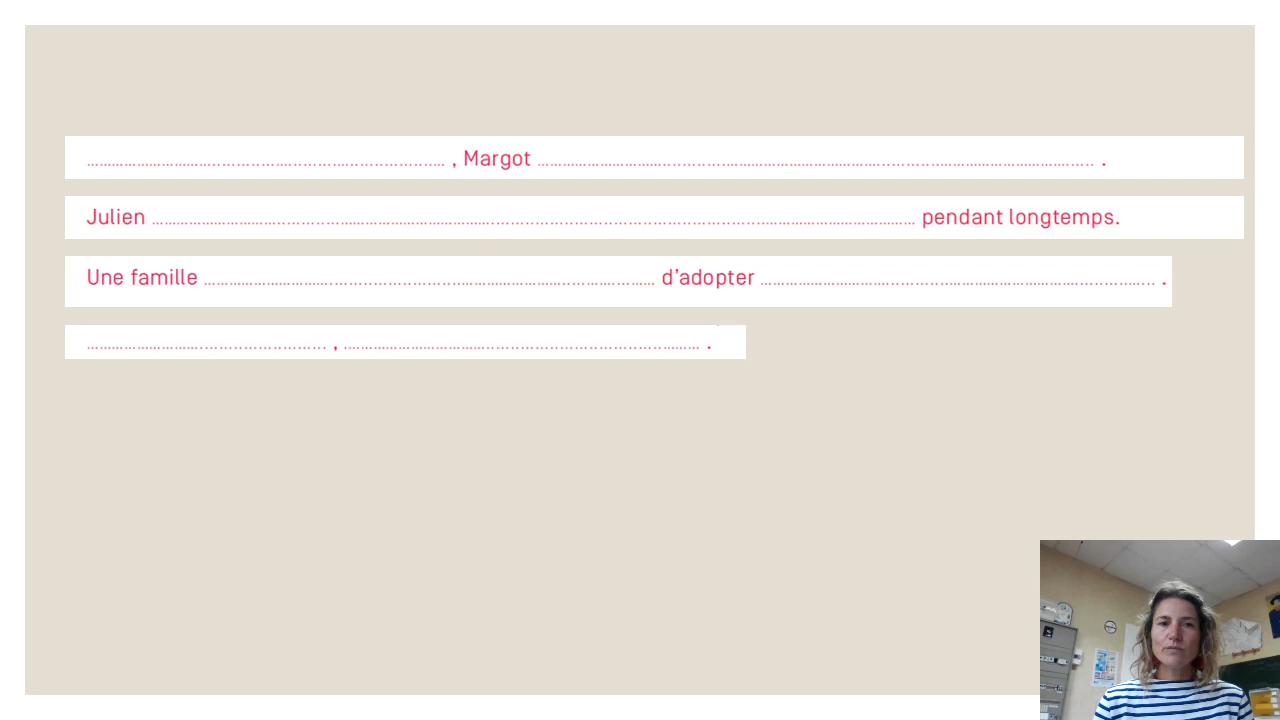 …………………………………………… , Margot …………………………………………………………………… .
Julien ………………………………………………………………………………………… pendant longtemps.
Une famille ……………………………………………………… d’adopter ……………………………………………… .
…………………………… , ………………………………………… .